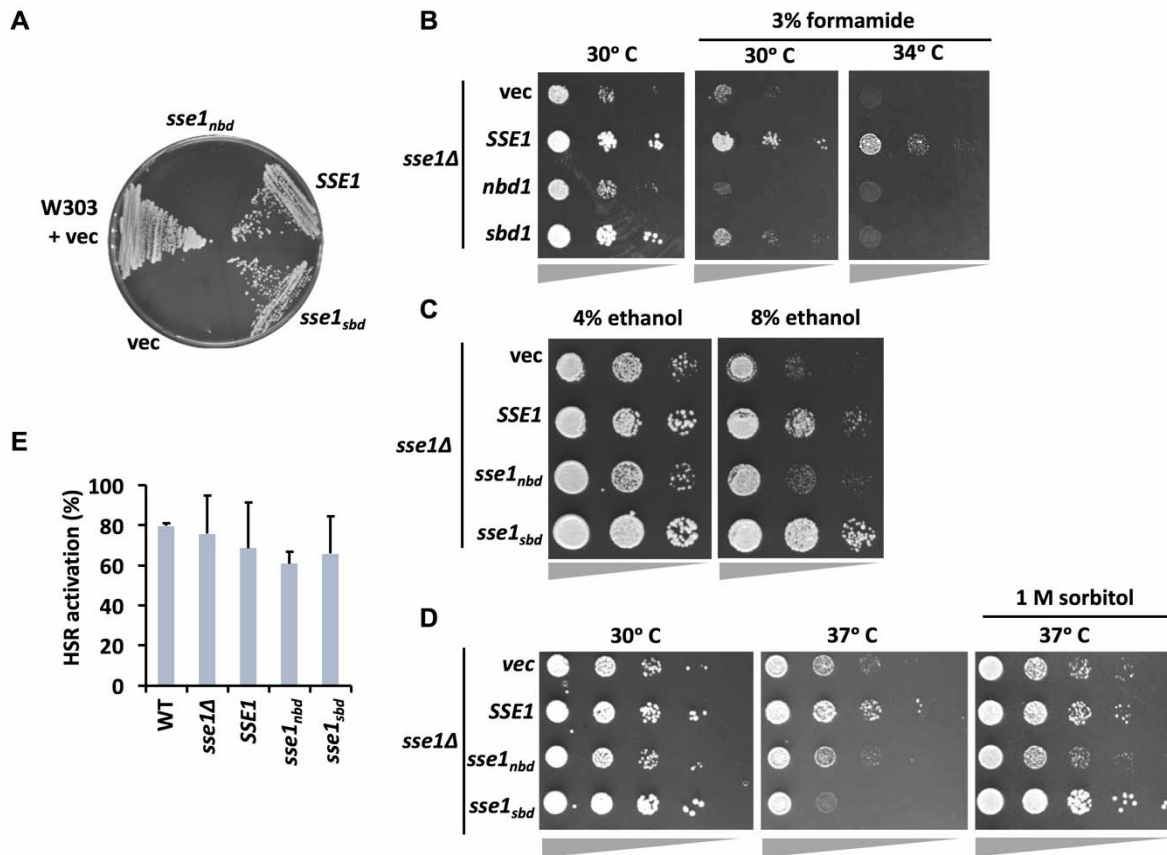 A
sse1nbd
SSE1
W303
+ vec
vec
sse1sbd
B
3% formamide
30° C
30° C
34° C
sse1Δ
vec
SSE1
nbd1
sbd1
C
4% ethanol
8% ethanol
sse1Δ
vec
SSE1
sse1nbd
sse1sbd
E
HSR activation (%)
100
80
60
40
20
0
WT
sse1Δ
SSE1
sse1nbd
sse1sbd
D
1 M sorbitol
30° C
37° C
37° C
sse1Δ
vec
SSE1
sse1nbd
sse1sbd